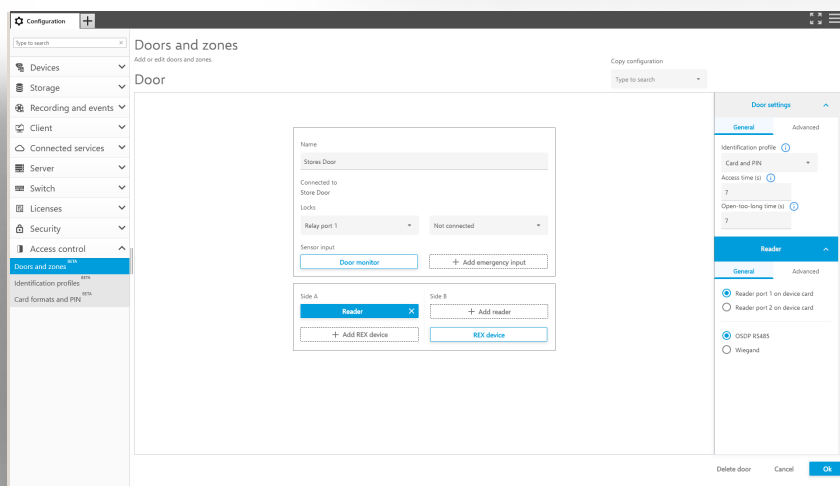 Configuration
Type to search
Devices
Storage
Recording and events
Client
Connected services
Server
Switch
Licenses
Security
Access control
Doors and zones BETA
Identification profiles BETA
Card formats and PIN BETA
Doors and zones
Add or edit doors and zones.
Door
Copy configuration
Type to search
Name
Stores Door
Connected to
Store Door
Locks
Relay port 1
Not connected
Sensor input
Door monitor
+ Add emergency input
Side A
Side B
Reader
+ Add reader
+ Add REX device
REX device
Door settings
General Advanced
Identification profile
Card and PIN
Access time (s)
7
Open-too-long time (s)
7
Reader
General Advanced
Reader port 1 on device card
Reader port 2 on device card
OSDP RS485
Wiegand
Delete door Cancel Ok